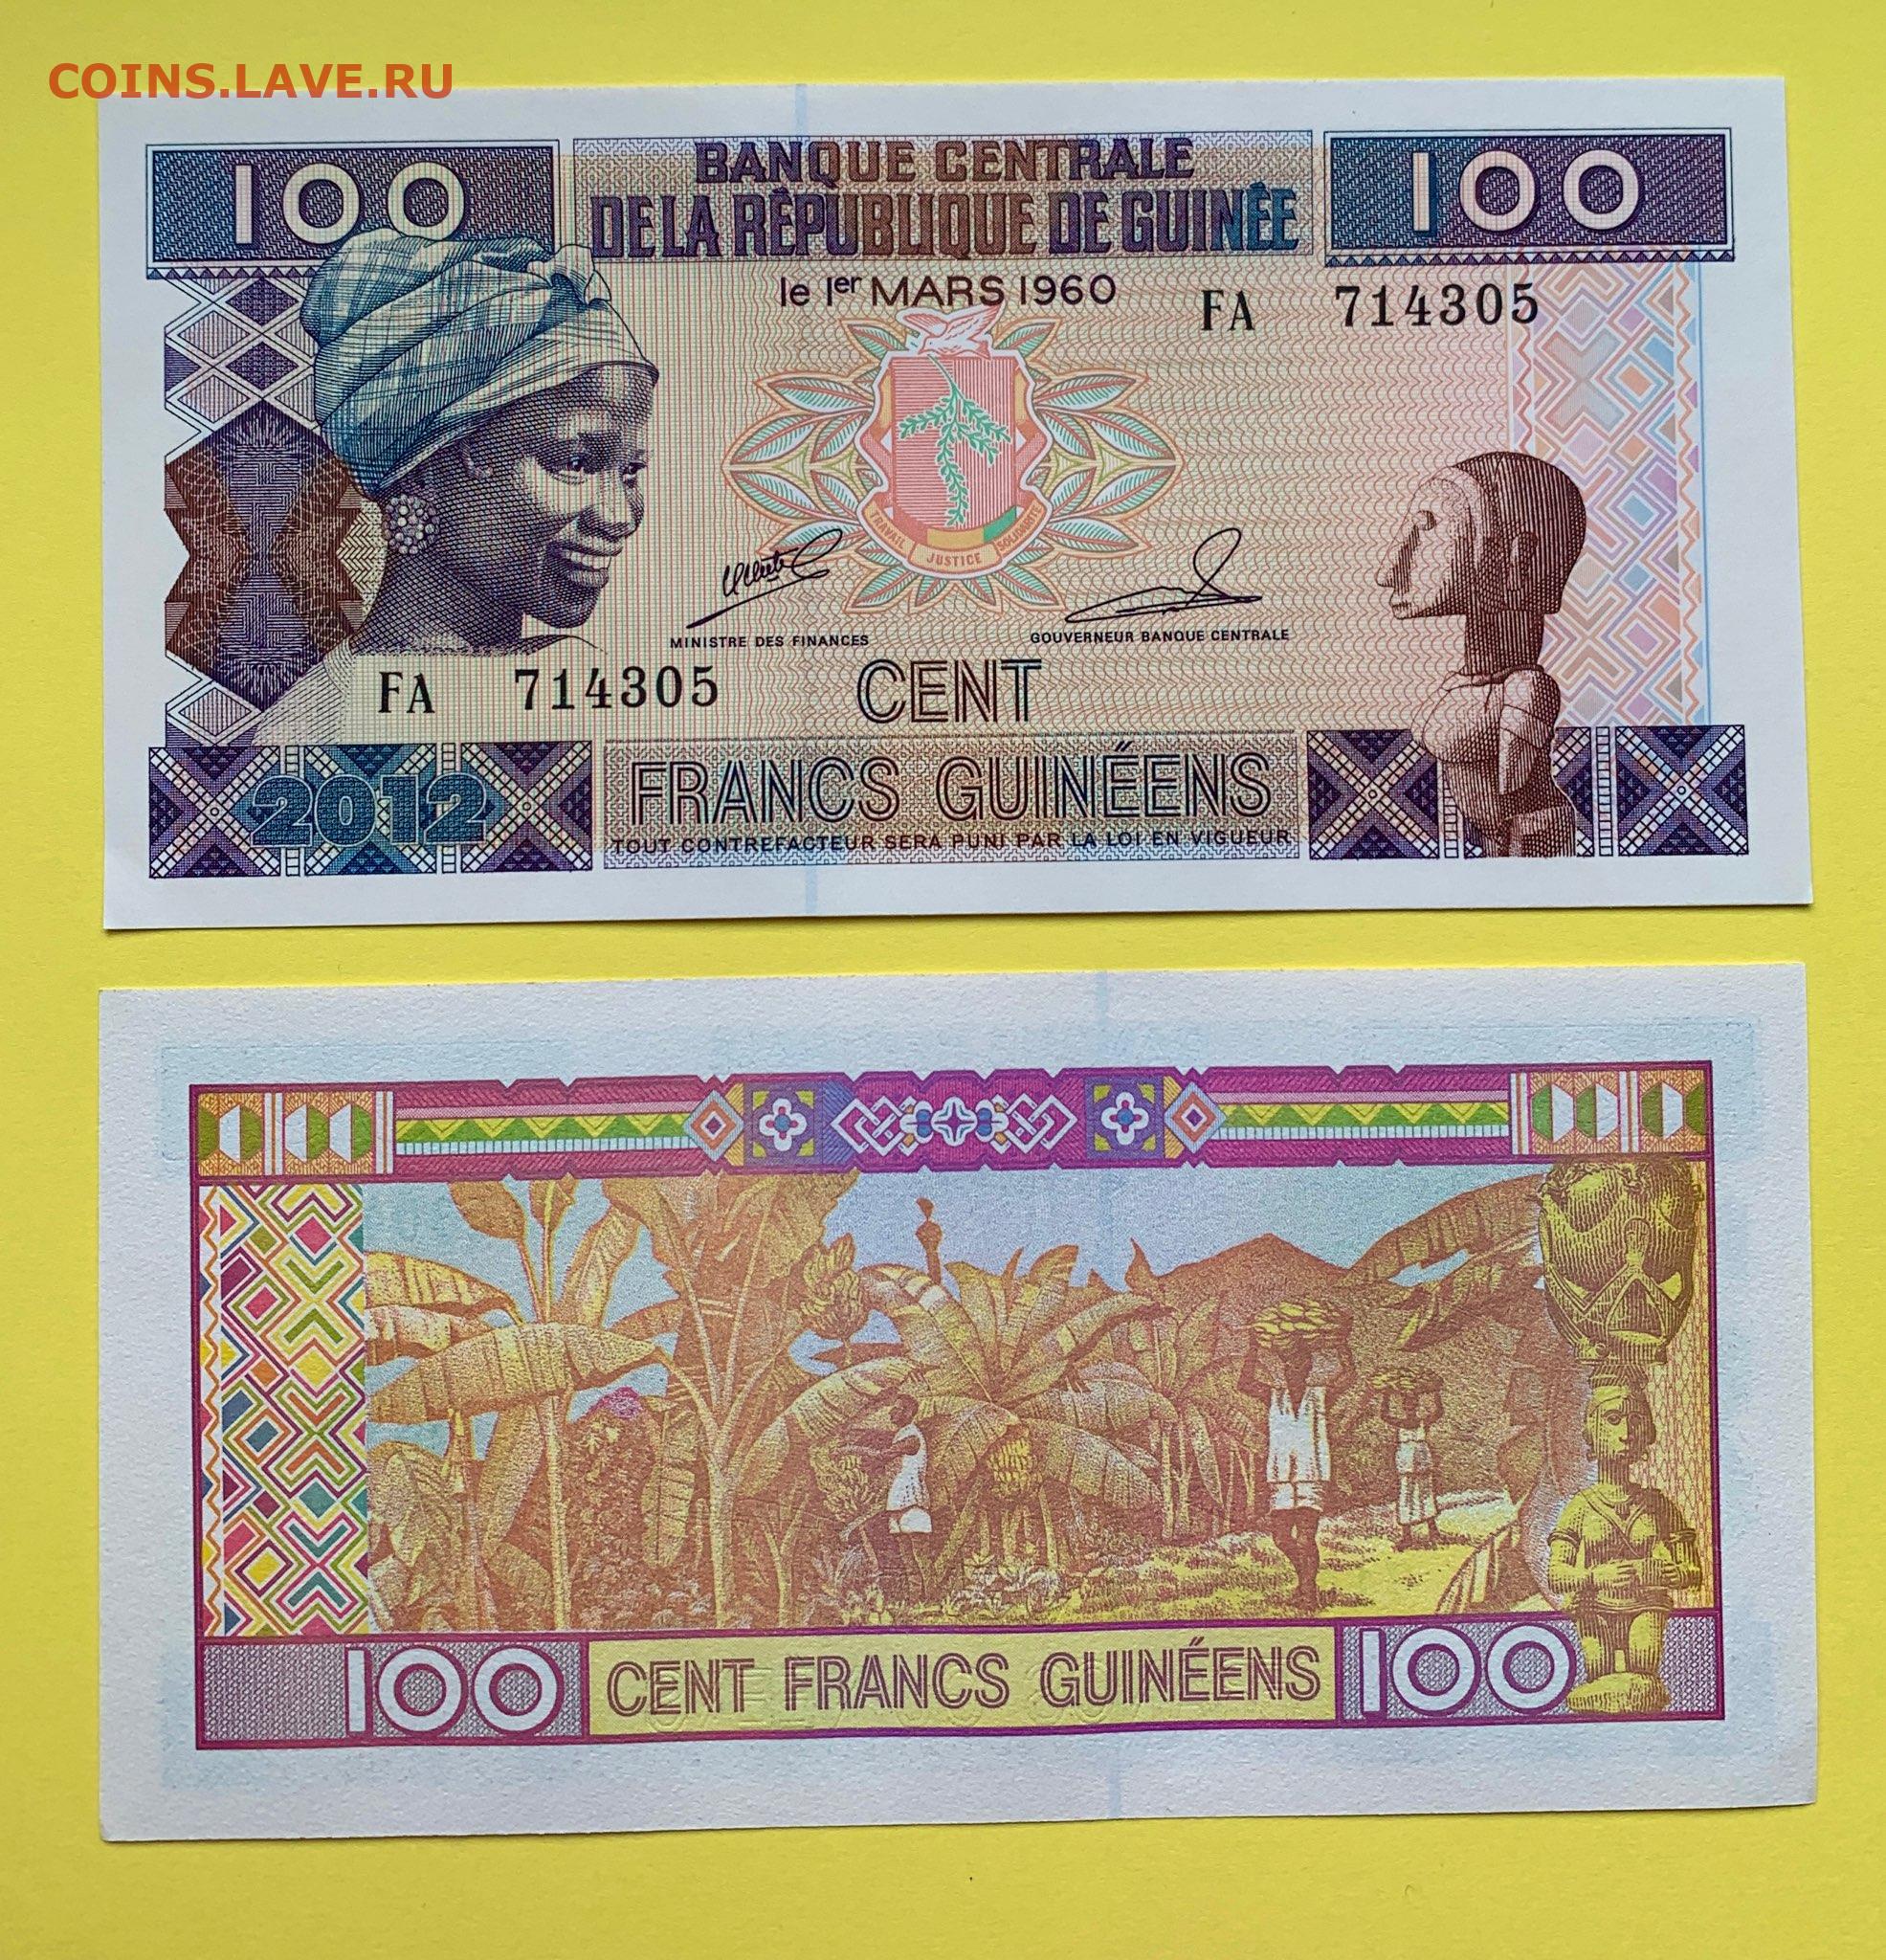 COINS.LAVE.RU
100
BANQUE CENTRALE
DE LA RÉPUBLIQUE DE GUINÉE
100
le 1er MARS 1960
FA 714305
TRAVAIL JUSTICE SOLIDARITÉ
MINISTRE DES FINANCES
GOUVERNEUR BANQUE CENTRALE
FA 714305
CENT
2012
FRANCS GUINÉENS
TOUT CONTREFACTEUR SERA PUNI PAR LA LOI EN VIGUEUR
100
CENT FRANCS GUINÉENS
100